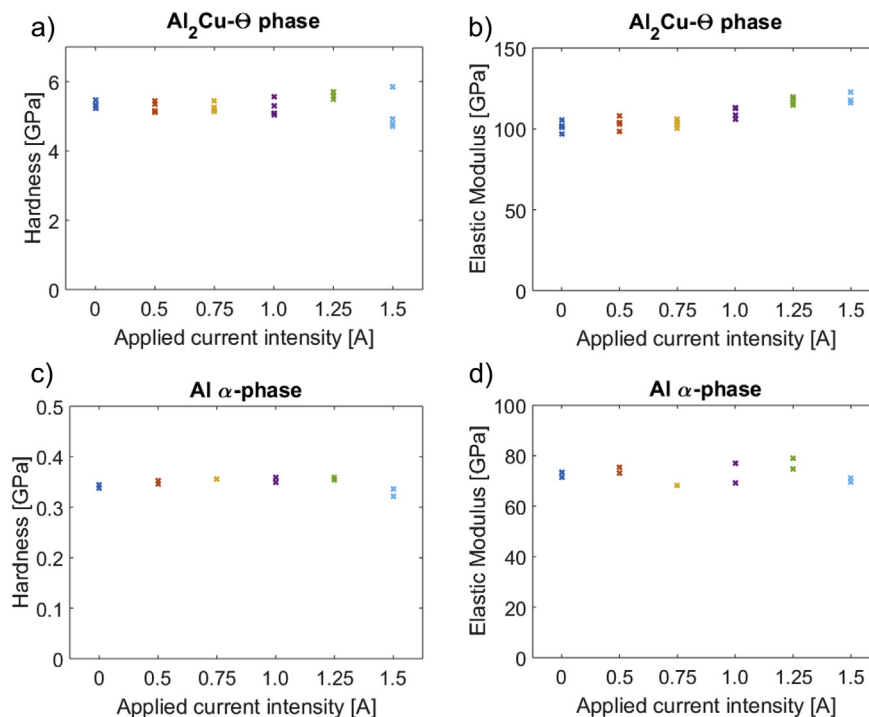 a)
Al2Cu-Θ phase
Hardness [GPa]
6
4
2
0
0 0.5 0.75 1.0 1.25 1.5
Applied current intensity [A]
b)
Al2Cu-Θ phase
Elastic Modulus [GPa]
150
100
50
0
0 0.5 0.75 1.0 1.25 1.5
Applied current intensity [A]
c)
Al α-phase
Hardness [GPa]
0.5
0.4
0.3
0.2
0.1
0
0 0.5 0.75 1.0 1.25 1.5
Applied current intensity [A]
d)
Al α-phase
Elastic Modulus [GPa]
100
80
60
40
20
0
0 0.5 0.75 1.0 1.25 1.5
Applied current intensity [A]